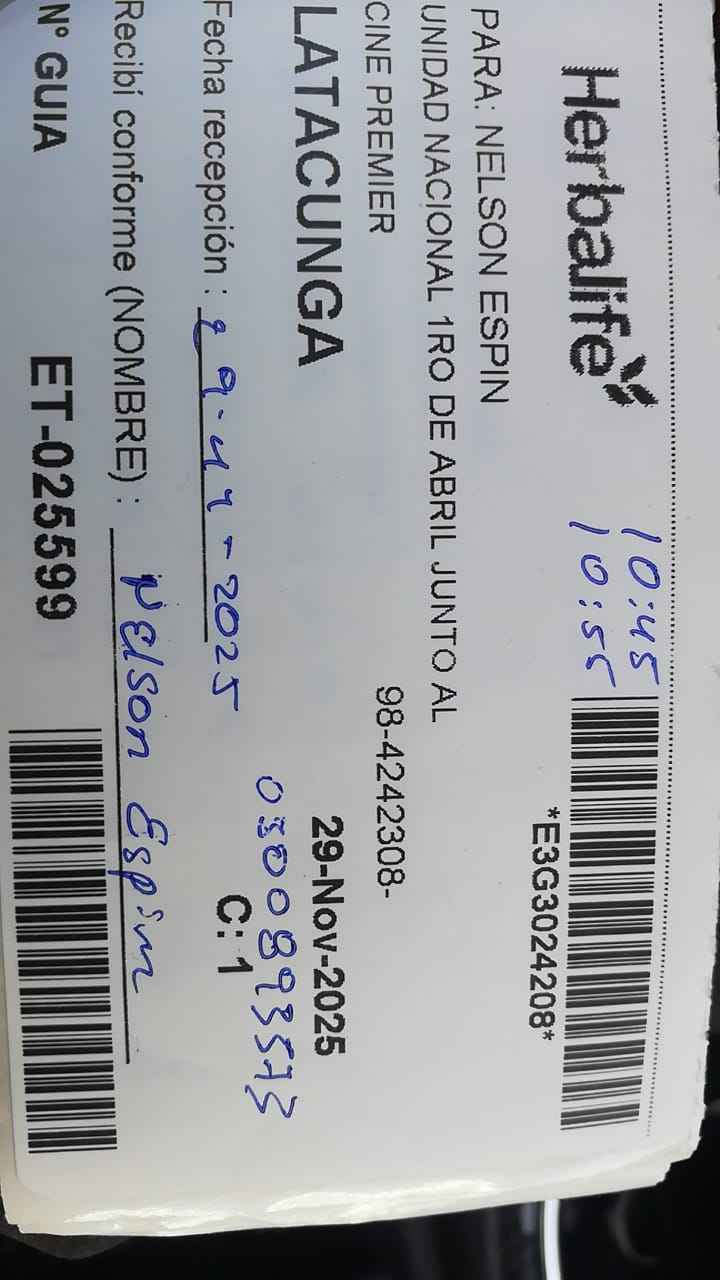 Herbalife
10:45
10:55
*E3G3024208*
PARA: NELSON ESPIN
UNIDAD NACIONAL 1RO DE ABRIL JUNTO AL
CINE PREMIER
98-4242308-
LATACUNGA
29-Nov-2025
Fecha recepción : 29-11-2025
C: 1
Recibí conforme (NOMBRE) : Nelson Espin
N° GUIA ET-025599